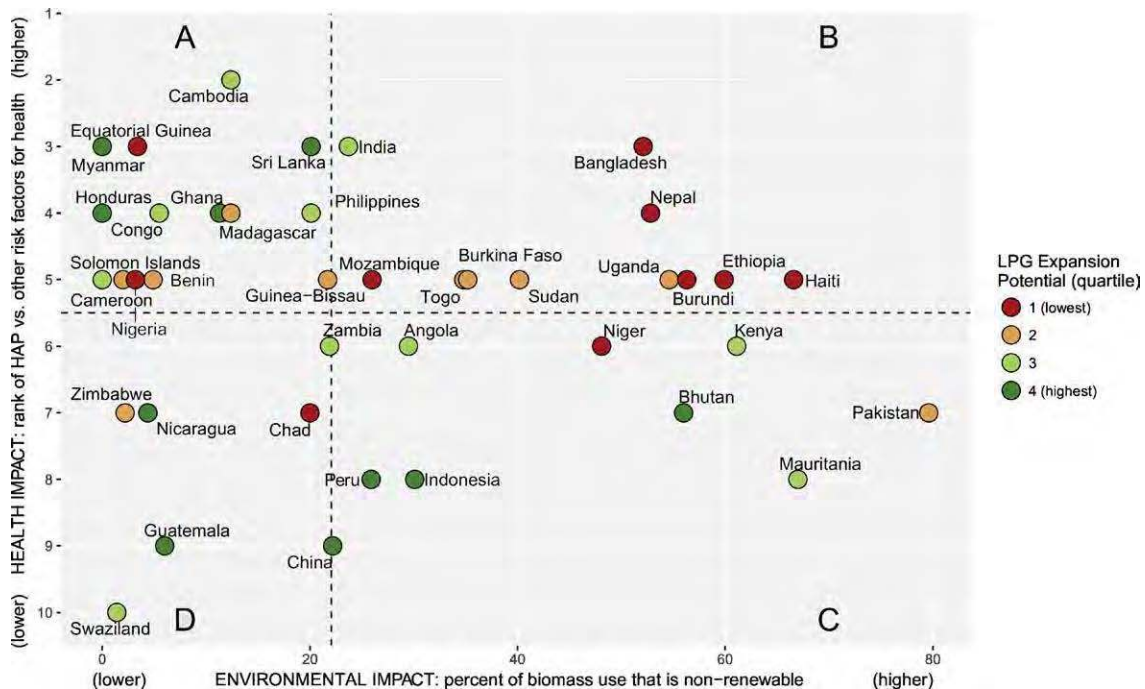 HEALTH IMPACT: rank of HAP vs. other risk factors for health
(higher)
(lower)
1
2
3
4
5
6
7
8
9
10
A
B
Cambodia
Equatorial Guinea
Myanmar
Sri Lanka
India
Bangladesh
Honduras
Ghana
Congo
Madagascar
Philippines
Nepal
Solomon Islands
Benin
Cameroon
Nigeria
Guinea-Bissau
Mozambique
Burkina Faso
Togo
Sudan
Uganda
Ethiopia
Burundi
Haiti
Zambia
Angola
Niger
Kenya
Zimbabwe
Nicaragua
Chad
Bhutan
Pakistan
Peru
Indonesia
Mauritania
Guatemala
China
Swaziland
D
C
0
20
40
60
80
(lower)
ENVIRONMENTAL IMPACT: percent of biomass use that is non-renewable
(higher)
LPG Expansion
Potential (quartile)
1 (lowest)
2
3
4 (highest)